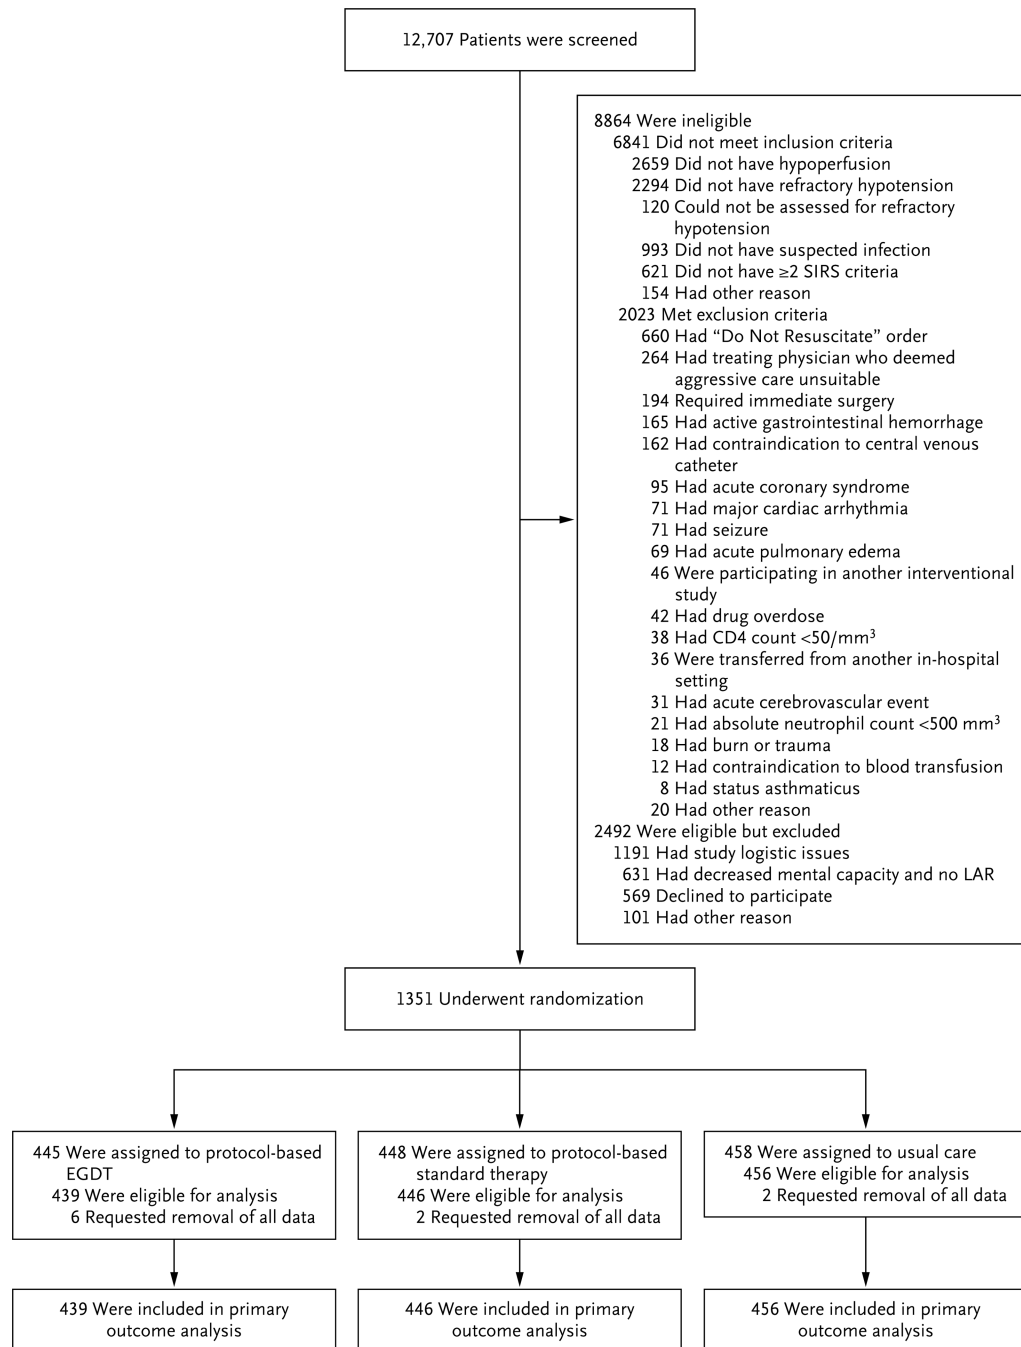 12,707 Patients were screened
8864 Were ineligible
6841 Did not meet inclusion criteria
2659 Did not have hypoperfusion
2294 Did not have refractory hypotension
120 Could not be assessed for refractory
hypotension
993 Did not have suspected infection
621 Did not have ≥2 SIRS criteria
154 Had other reason
2023 Met exclusion criteria
660 Had “Do Not Resuscitate” order
264 Had treating physician who deemed
aggressive care unsuitable
194 Required immediate surgery
165 Had active gastrointestinal hemorrhage
162 Had contraindication to central venous
catheter
95 Had acute coronary syndrome
71 Had major cardiac arrhythmia
71 Had seizure
69 Had acute pulmonary edema
46 Were participating in another interventional
study
42 Had drug overdose
38 Had CD4 count <50/mm³
36 Were transferred from another in-hospital
setting
31 Had acute cerebrovascular event
21 Had absolute neutrophil count <500 mm³
18 Had burn or trauma
12 Had contraindication to blood transfusion
8 Had status asthmaticus
20 Had other reason
2492 Were eligible but excluded
1191 Had study logistic issues
631 Had decreased mental capacity and no LAR
569 Declined to participate
101 Had other reason
1351 Underwent randomization
445 Were assigned to protocol-based
EGDT
439 Were eligible for analysis
6 Requested removal of all data
448 Were assigned to protocol-based
standard therapy
446 Were eligible for analysis
2 Requested removal of all data
458 Were assigned to usual care
456 Were eligible for analysis
2 Requested removal of all data
439 Were included in primary
outcome analysis
446 Were included in primary
outcome analysis
456 Were included in primary
outcome analysis